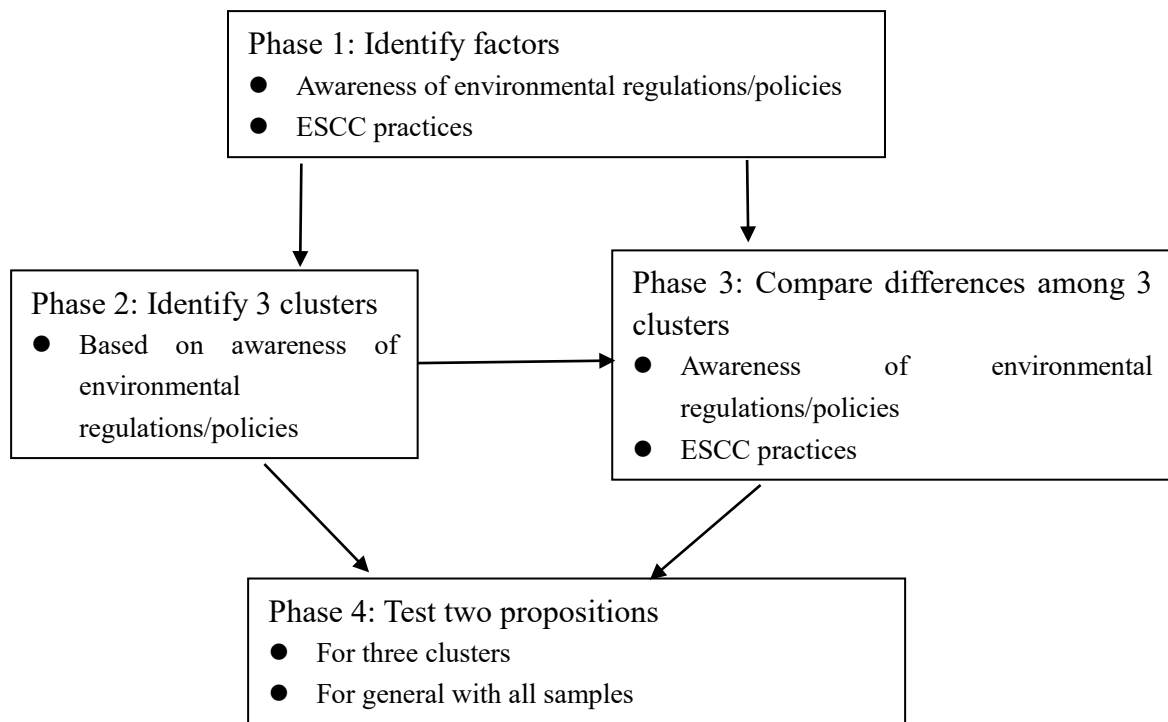 Phase 1: Identify factors
● Awareness of environmental regulations/policies
● ESCC practices
Phase 2: Identify 3 clusters
● Based on awareness of
environmental
regulations/policies
Phase 3: Compare differences among 3
clusters
● Awareness of environmental
regulations/policies
● ESCC practices
Phase 4: Test two propositions
● For three clusters
● For general with all samples